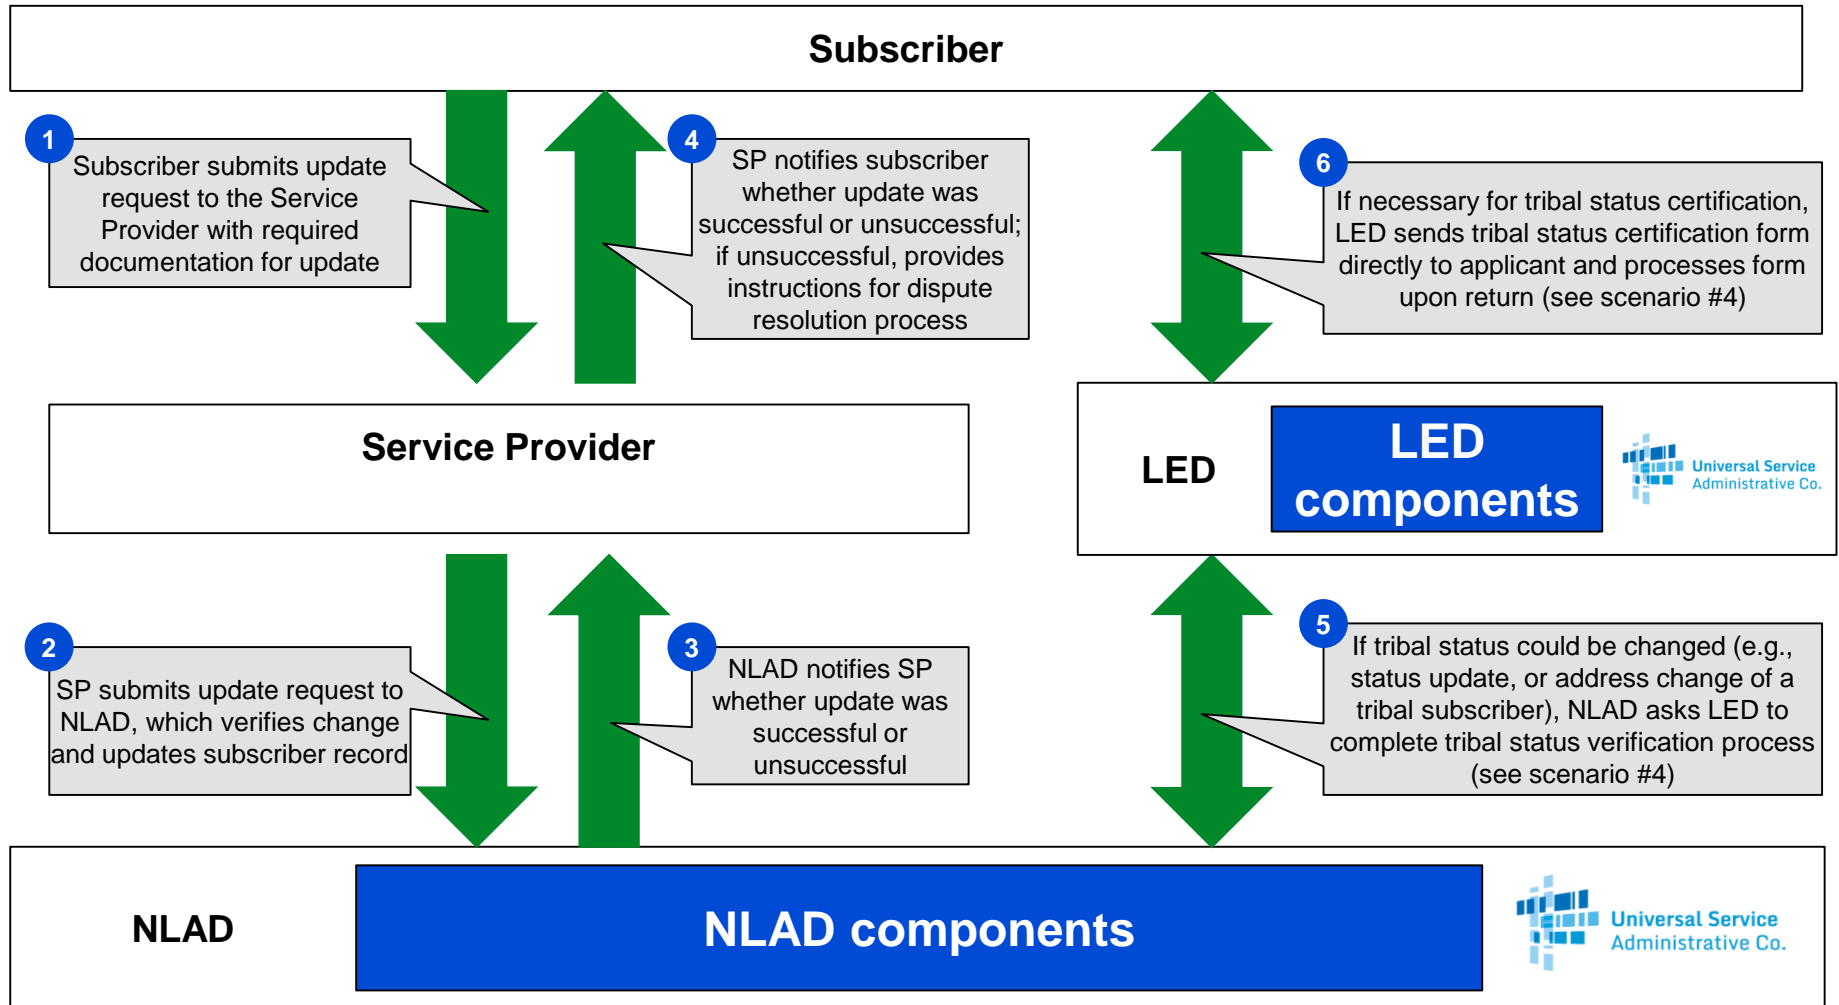 Subscriber
1
Subscriber submits update
request to the Service
Provider with required
documentation for update
4
SP notifies subscriber
whether update was
successful or unsuccessful;
if unsuccessful, provides
instructions for dispute
resolution process
6
If necessary for tribal status certification,
LED sends tribal status certification form
directly to applicant and processes form
upon return (see scenario #4)
Service Provider
LED
LED
components
Universal Service
Administrative Co.
2
SP submits update request to
NLAD, which verifies change
and updates subscriber record
3
NLAD notifies SP
whether update was
successful or
unsuccessful
5
If tribal status could be changed (e.g.,
status update, or address change of a
tribal subscriber), NLAD asks LED to
complete tribal status verification process
(see scenario #4)
NLAD
NLAD components
Universal Service
Administrative Co.